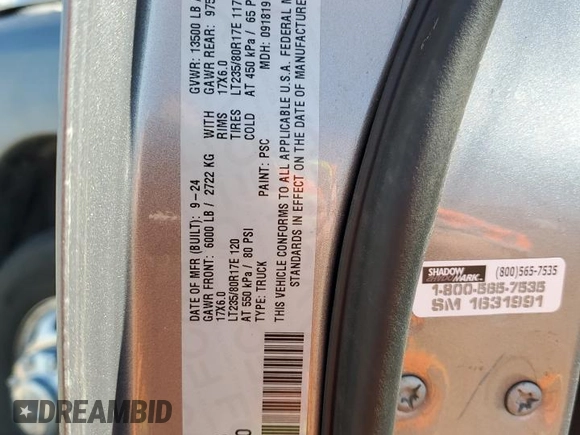 DATE OF MFR (BUILT): 9-24
GVWR: 13500 LB
GAWR FRONT: 6000 LB / 2722 KG WITH
GAWR REAR: 975
17X6.0 RIMS
17X6.0
LT235/80R17E 120 TIRES
LT235/80R17E 117
AT 550 kPa / 80 PSI COLD
AT 450 kPa / 65 P
TYPE: TRUCK
PAINT: PSC
MDH: 091819
THIS VEHICLE CONFORMS TO ALL APPLICABLE U.S.A. FEDERAL M
STANDARDS IN EFFECT ON THE DATE OF MANUFACTURE
SHADOW
MARK
(800)565-7535
1-800-565-7535
SM 1631991
DREAMBID